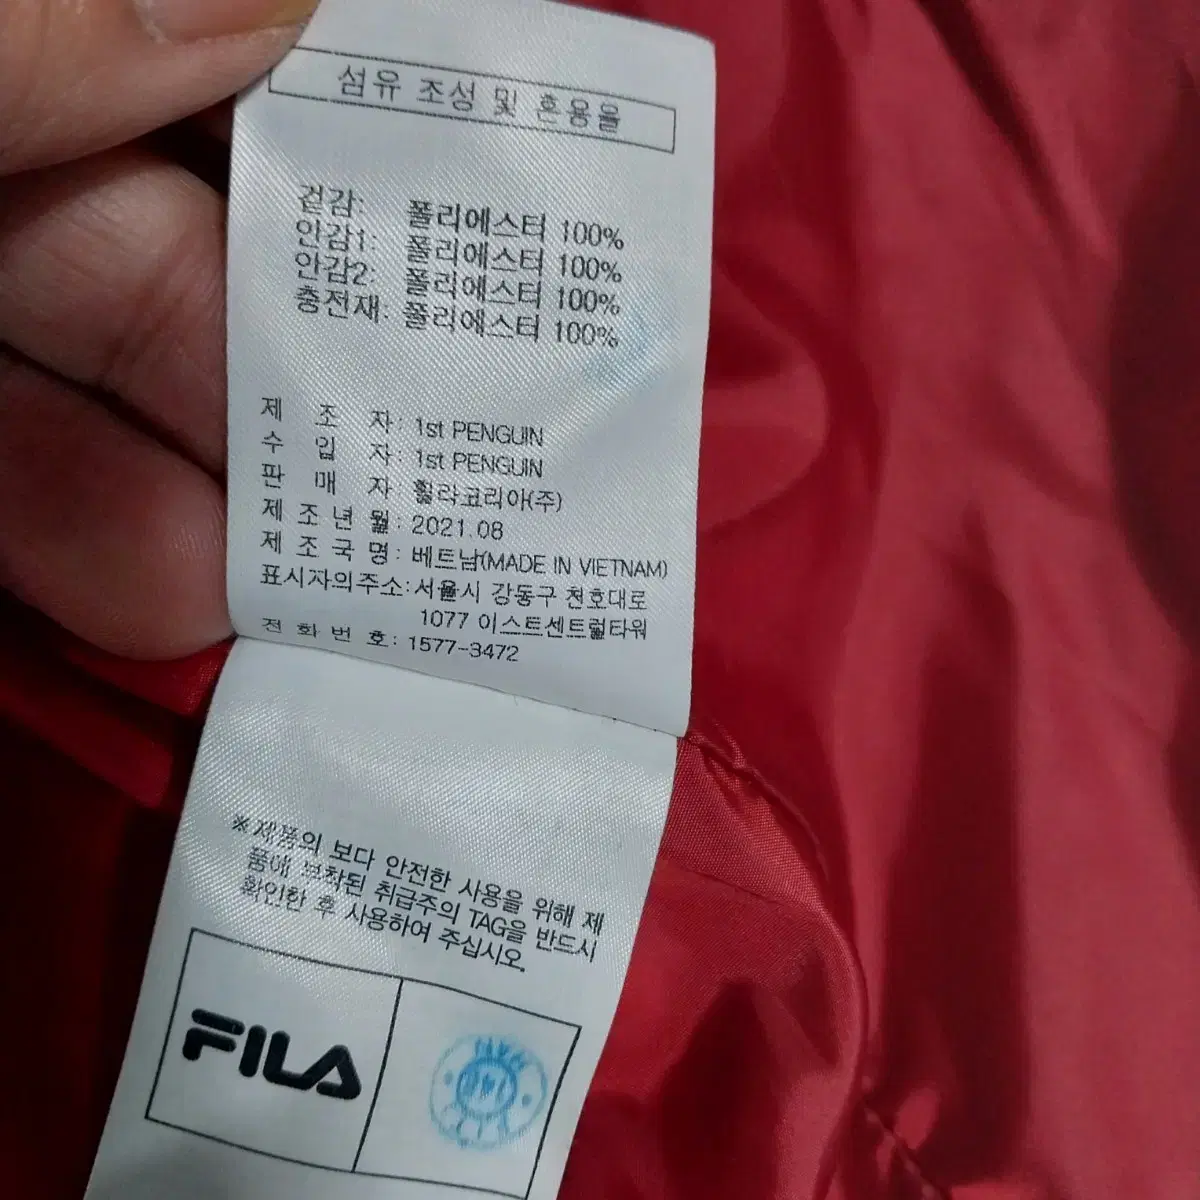 섬유 조성 및 혼용율
겉감: 폴리에스터 100%
안감1: 폴리에스터 100%
안감2: 폴리에스터 100%
충전재: 폴리에스터 100%
제 조 자: 1st PENGUIN
수 입 자: 1st PENGUIN
판 매 자: 휠라코리아(주)
제 조 년 월: 2021.08
제 조 국 명: 베트남(MADE IN VIETNAM)
표시자의주소: 서울시 강동구 천호대로
1077 이스트센트럴타워
전 화 번 호: 1577-3472
※제품의 보다 안전한 사용을 위해 제
품에 부착된 취급주의 TAG을 반드시
확인한 후 사용하여 주십시오.
FILA